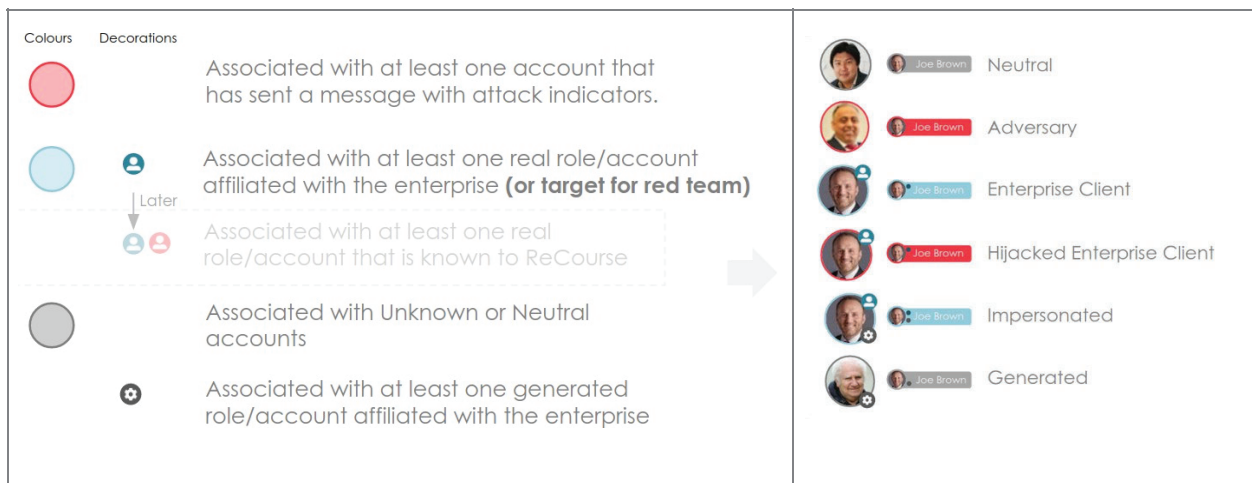 Colours Decorations
Associated with at least one account that
has sent a message with attack indicators.
Associated with at least one real role/account
affiliated with the enterprise (or target for red team)
Later
Associated with at least one real
role/account that is known to ReCourse
Associated with Unknown or Neutral
accounts
Associated with at least one generated
role/account affiliated with the enterprise
Joe Brown Neutral
Joe Brown Adversary
Joe Brown Enterprise Client
Joe Brown Hijacked Enterprise Client
Joe Brown Impersonated
Joe Brown Generated